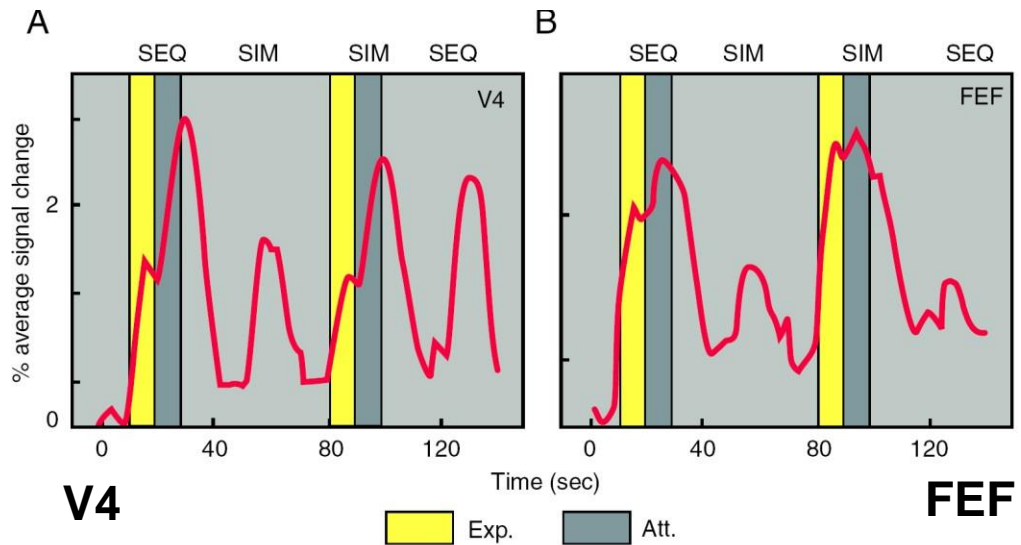 A
B
SEQ SIM SIM SEQ
SEQ SIM SIM SEQ
V4
FEF
% average signal change
2
0
0 40 80 120
0 40 80 120
Time (sec)
V4
FEF
Exp.
Att.